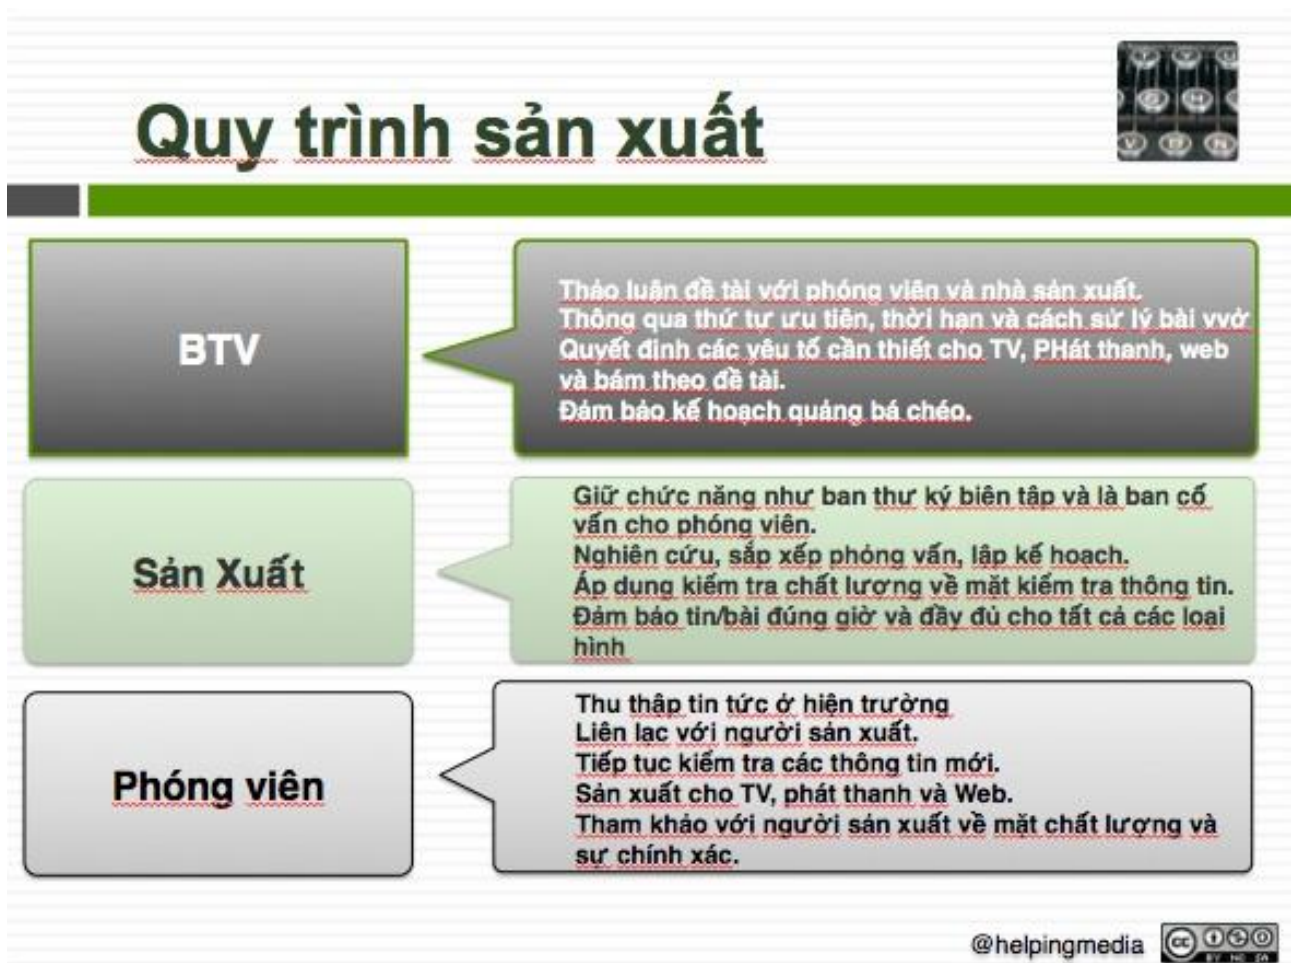 Quy trình sản xuất
BTV
Thảo luận đề tài với phóng viên và nhà sản xuất.
Thông qua thứ tự ưu tiên, thời hạn và cách sử lý bài vvở
Quyết định các yêu tố cần thiết cho TV, PHát thanh, web
và bám theo đề tài.
Đảm bảo kế hoạch quảng bá chéo.
Sản Xuất
Giữ chức năng như ban thư ký biên tập và là ban cố
vấn cho phóng viên.
Nghiên cứu, sắp xếp phỏng vấn, lập kế hoạch.
Áp dụng kiểm tra chất lượng về mặt kiểm tra thông tin.
Đảm bảo tin/bài đúng giờ và đầy đủ cho tất cả các loại
hình
Phóng viên
Thu thập tin tức ở hiện trường
Liên lạc với người sản xuất.
Tiếp tục kiểm tra các thông tin mới.
Sản xuất cho TV, phát thanh và Web.
Tham khảo với người sản xuất về mặt chất lượng và
sự chính xác.
@helpingmedia
cc
BY NC SA